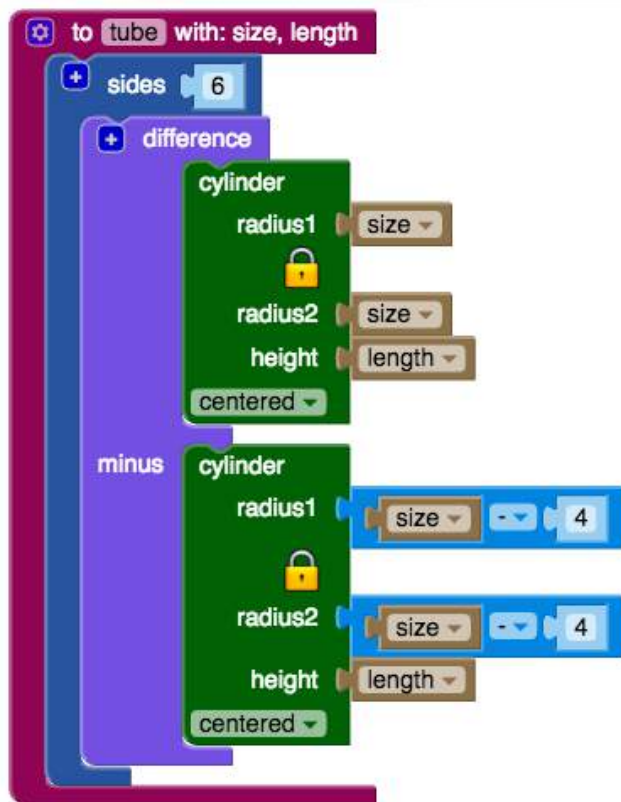 to tube with: size, length
+ sides 6
+ difference
cylinder
radius1 size
radius2 size
height length
centered
minus cylinder
radius1 size - 4
radius2 size - 4
height length
centered